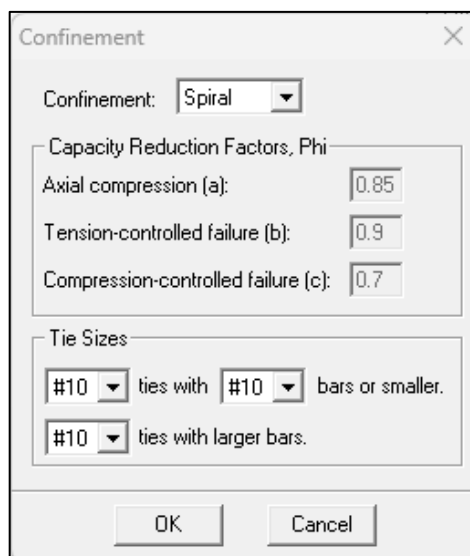 Confinement
Confinement: Spiral
Capacity Reduction Factors, Phi
Axial compression (a): 0.85
Tension-controlled failure (b): 0.9
Compression-controlled failure (c): 0.7
Tie Sizes
#10 ties with #10 bars or smaller.
#10 ties with larger bars.
OK Cancel